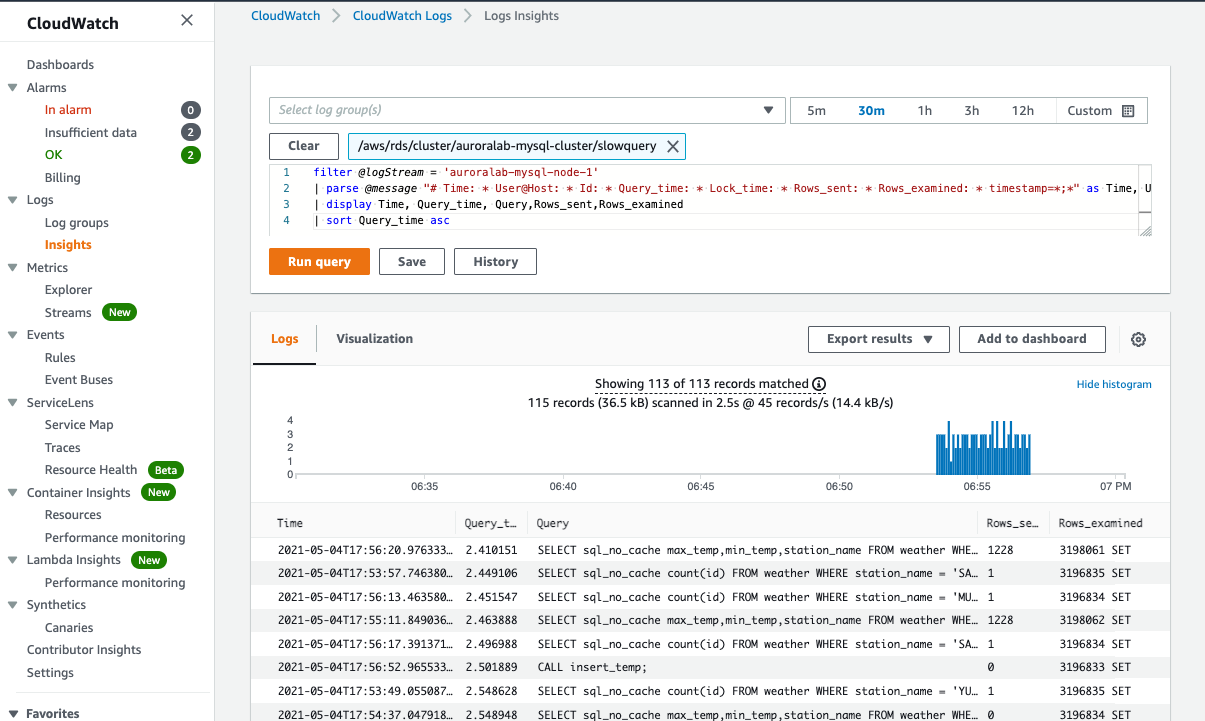 CloudWatch
Dashboards
Alarms
In alarm 0
Insufficient data 2
OK 2
Billing
Logs
Log groups
Insights
Metrics
Explorer
Streams New
Events
Rules
Event Buses
ServiceLens
Service Map
Traces
Resource Health Beta
Container Insights New
Resources
Performance monitoring
Lambda Insights New
Performance monitoring
Synthetics
Canaries
Contributor Insights
Settings
Favorites
CloudWatch > CloudWatch Logs > Logs Insights
Select log group(s)
5m 30m 1h 3h 12h Custom
Clear /aws/rds/cluster/auroralab-mysql-cluster/slowquery
1 filter @logStream = 'auroralab-mysql-node-1'
2 | parse @message "# Time: * User@Host: * Id: * Query_time: * Lock_time: * Rows_sent: * Rows_examined: * timestamp=*;*" as Time, U
3 | display Time, Query_time, Query,Rows_sent,Rows_examined
4 | sort Query_time asc
Run query Save History
Logs Visualization Export results Add to dashboard
Showing 113 of 113 records matched
Hide histogram
115 records (36.5 kB) scanned in 2.5s @ 45 records/s (14.4 kB/s)
4
3
2
1
0
06:35 06:40 06:45 06:50 06:55 07 PM
Time Query_t... Query Rows_se... Rows_examined
2021-05-04T17:56:20.976333... 2.410151 SELECT sql_no_cache max_temp,min_temp,station_name FROM weather WHE... 1228 3198061 SET
2021-05-04T17:53:57.746380... 2.449106 SELECT sql_no_cache count(id) FROM weather WHERE station_name = 'SA... 1 3196835 SET
2021-05-04T17:56:13.463580... 2.451547 SELECT sql_no_cache count(id) FROM weather WHERE station_name = 'MU... 1 3196834 SET
2021-05-04T17:55:11.849036... 2.463888 SELECT sql_no_cache max_temp,min_temp,station_name FROM weather WHE... 1228 3198062 SET
2021-05-04T17:56:17.391371... 2.496988 SELECT sql_no_cache count(id) FROM weather WHERE station_name = 'SA... 1 3196834 SET
2021-05-04T17:56:52.965533... 2.501889 CALL insert_temp; 0 3196833 SET
2021-05-04T17:53:49.055087... 2.548628 SELECT sql_no_cache count(id) FROM weather WHERE station_name = 'YU... 1 3196835 SET
2021-05-04T17:54:37.047918... 2.548948 SELECT sql_no_cache max_temp,min_temp,station_name FROM weather WHE... 0 3196834 SET